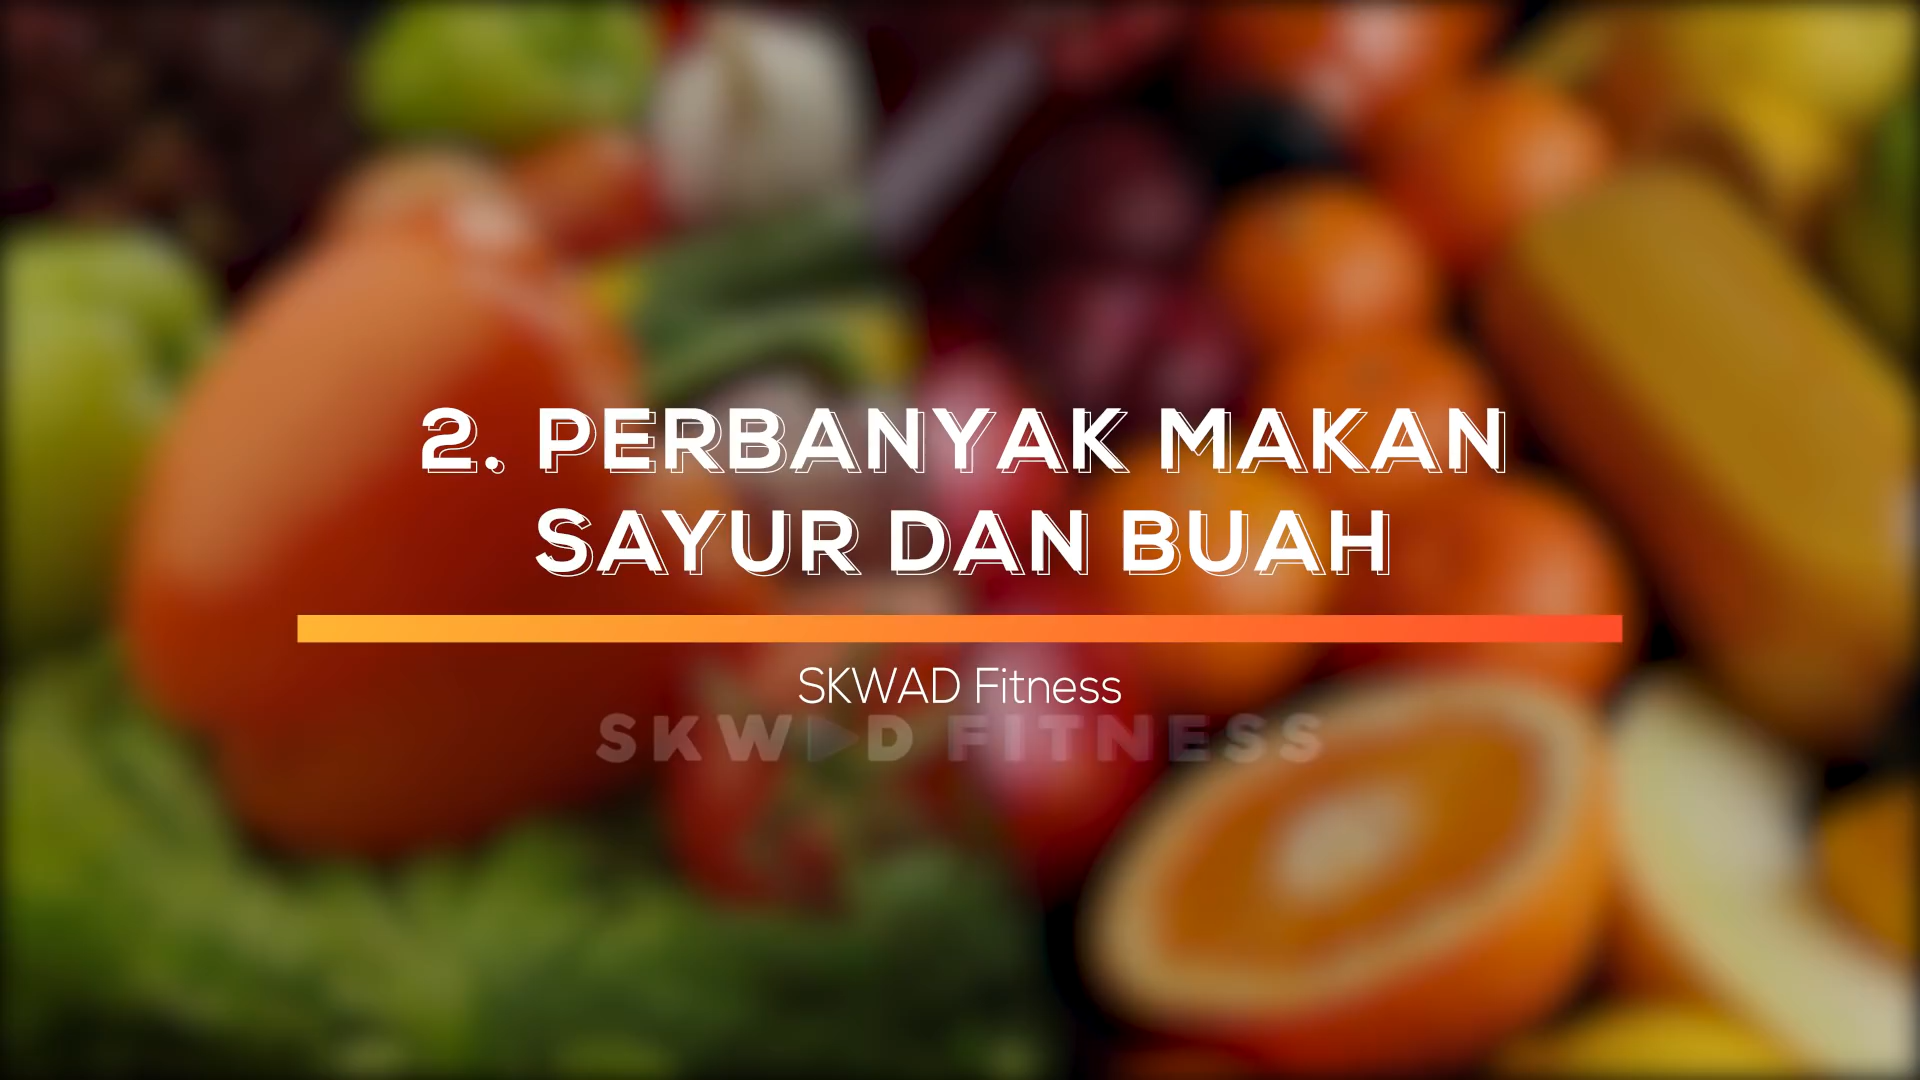 2. PERBANYAK MAKAN
SAYUR DAN BUAH
SKWAD Fitness
SKWAD FITNESS